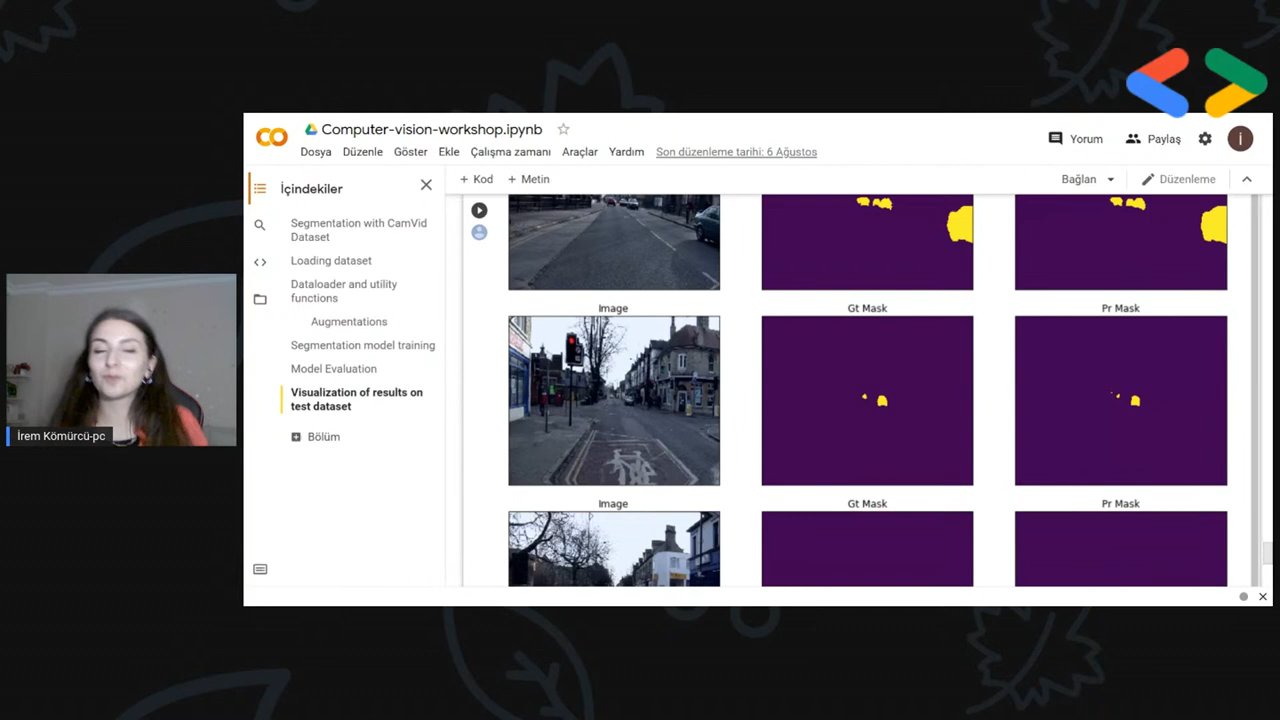 Computer-vision-workshop.ipynb
Yorum
Paylaş
i
Dosya Düzenle Göster Ekle Çalışma zamanı Araçlar Yardım Son düzenleme tarihi: 6 Ağustos
İçindekiler
+ Kod + Metin
Bağlan
Düzenleme
Segmentation with CamVid
Dataset
Loading dataset
Dataloader and utility
functions
Augmentations
Segmentation model training
Model Evaluation
Visualization of results on
test dataset
Bölüm
Image Gt Mask Pr Mask
Image Gt Mask Pr Mask
İrem Kömürcü-pc